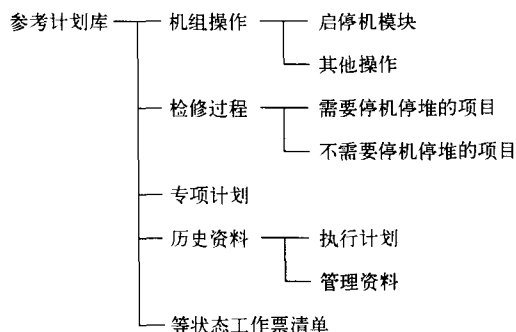 参考计划库 机组操作 启停机模块
其他操作
检修过程 需要停机停堆的项目
不需要停机停堆的项目
专项计划
历史资料 执行计划
管理资料
等状态工作票清单